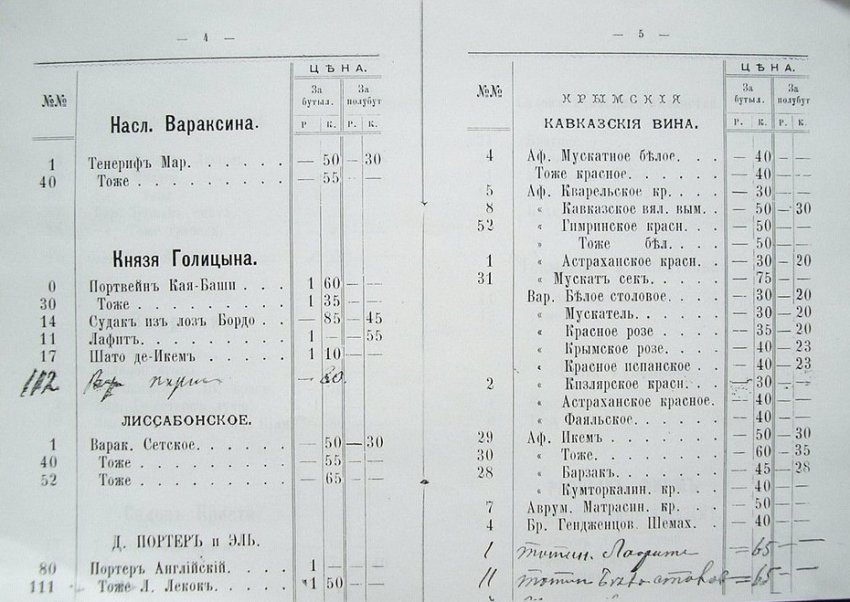 — 4 —
ЦѢНА.
№№ За бутыл. За полубут
Насл. Вараксина. Р. К. Р. К.
1 Тенерифъ Мар. . . . . . — 50 — 30
40 Тоже . . . . . . . . — 55 — —
Князя Голицына.
0 Портвейн Кая-Баши . . . 1 60 — —
30 Тоже . . . . . . . . 1 35 — —
14 Судак изъ лоз Бордо . . — 85 — 45
11 Лафитъ . . . . . . . 1 — — 55
17 Шато де-Икемъ . . . . 1 10 — —
112 — 80 — —
ЛИССАБОНСКОЕ.
1 Варак. Сетское. . . . . — 50 — 30
40 Тоже . . . . . . . . — 55 — —
52 Тоже . . . . . . . . — 65 — —
Д. ПОРТЕРЪ и ЭЛЬ.
80 Портеръ Англійскій. . . 1 — — —
111 Тоже Л. Лекокъ. . . . 1 50 — —
— 5 —
ЦѢНА.
№№ За бутыл. За полубут
КРЫМСКІЯ
КАВКАЗСКІЯ ВИНА. Р. К. Р. К.
4 Аф. Мускатное бѣлое. . . — 40 — —
Тоже красное. . . . . . — 40 — —
5 Аф. Кварельское кр. . . . — 30 — —
8 « Кавказское вял. вым. . — 50 — 30
52 « Гимринское красн. . . — 50 — —
» Тоже бѣл. . . . — 50 — —
1 « Астраханское красн. . — 30 — 20
31 « Мускатъ сек. . . . . — 75 — —
Вар. Бѣлое столовое. . . . — 30 — 20
« Мускатель. . . . . . — 30 — 20
« Красное розе . . . . — 35 — 20
« Крымское розе. . . . — 40 — 23
« Красное испанское . . — 40 — 23
2 « Кизлярское красн. . . — 30 — —
« Астраханское красное. — 40 — —
« Фаяльское. . . . . . — 40 — —
29 Аф. Икемъ . . . . . . . — 50 — 30
30 « Тоже. . . . . . . . — 60 — 35
28 « Барзак. . . . . . . — 45 — 28
« Кумторкалин. кр. . . — 40 — —
7 Аврум. Матрасин. кр. . . — 50 — —
4 Бр. Гендженцов. Шемах. . — 40 — —
1 = 65 — —
11 = 65 — —